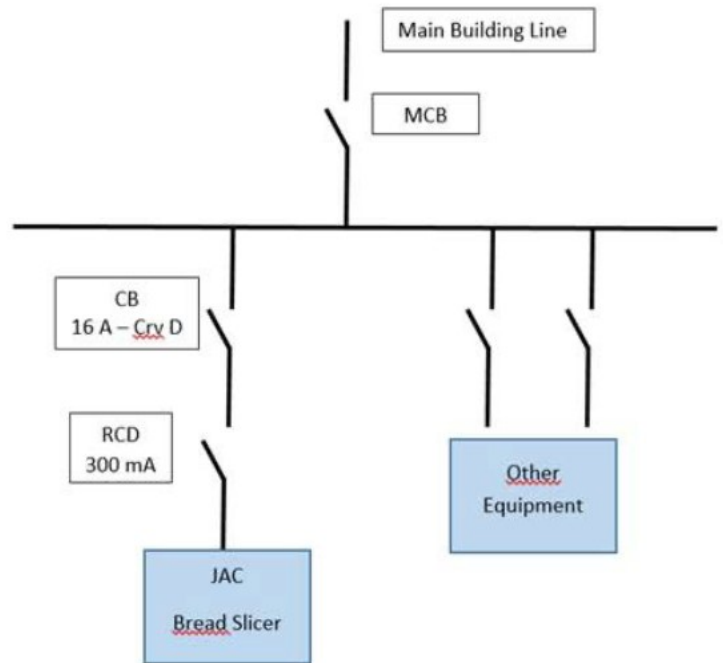 Main Building Line
MCB
CB
16 A – Crv D
RCD
300 mA
Other
Equipment
JAC
Bread Slicer